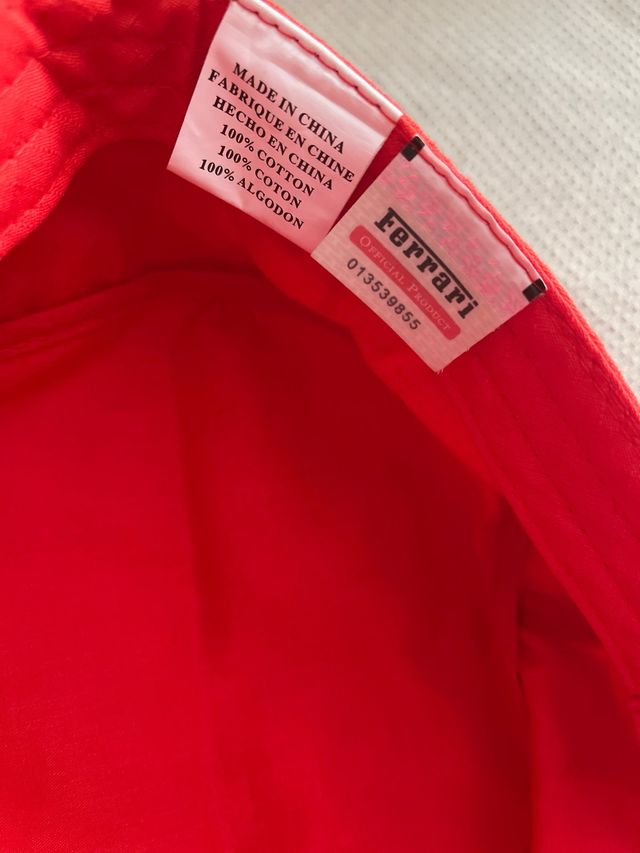 MADE IN CHINA
FABRIQUE EN CHINE
HECHO EN CHINA
100% COTTON
100% COTON
100% ALGODON
Ferrari
OFFICIAL PRODUCT
013539855